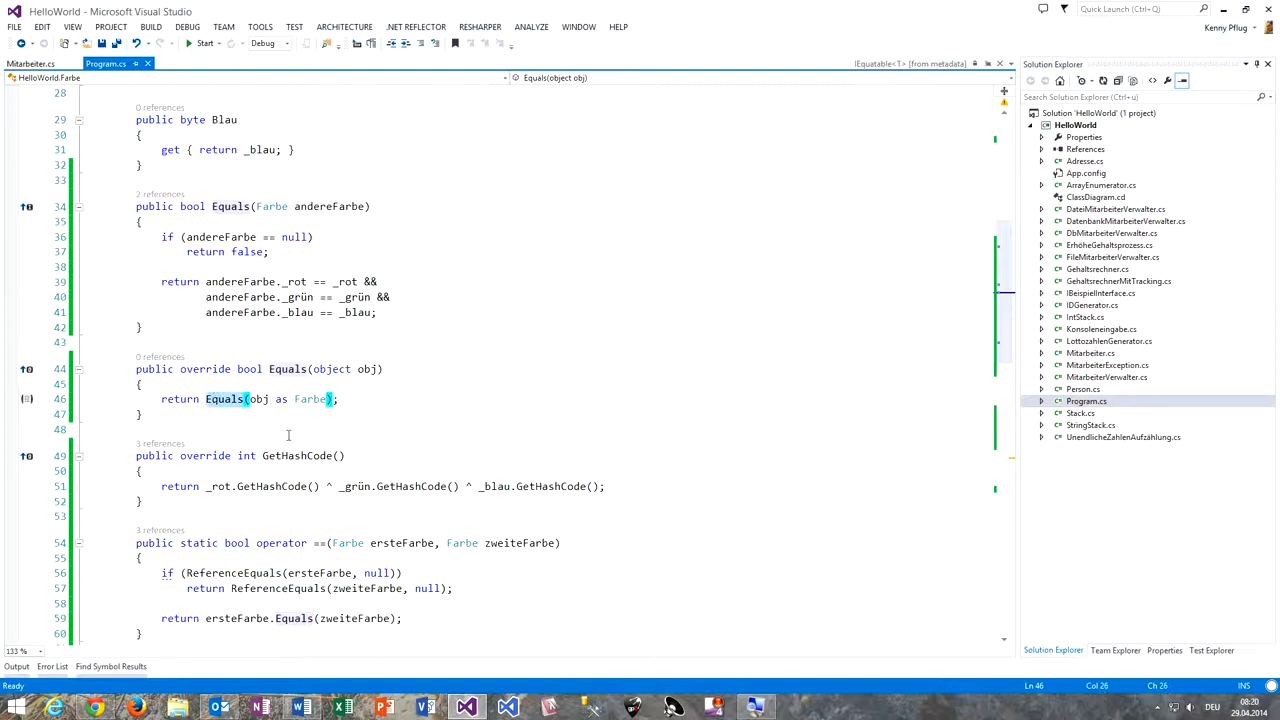 HelloWorld - Microsoft Visual Studio
Quick Launch (Ctrl+Q)
FILE EDIT VIEW PROJECT BUILD DEBUG TEAM TOOLS TEST ARCHITECTURE .NET REFLECTOR RESHARPER ANALYZE WINDOW HELP
Kenny Pflug
Start Debug
Mitarbeiter.cs Program.cs IEquatable<T> [from metadata]
HelloWorld.Farbe Equals(object obj)
28
0 references
29 public byte Blau
30 {
31 get { return _blau; }
32 }
33
2 references
34 public bool Equals(Farbe andereFarbe)
35 {
36 if (andereFarbe == null)
37 return false;
38
39 return andereFarbe._rot == _rot &&
40 andereFarbe._grün == _grün &&
41 andereFarbe._blau == _blau;
42 }
43
0 references
44 public override bool Equals(object obj)
45 {
46 return Equals(obj as Farbe);
47 }
48
3 references
49 public override int GetHashCode()
50 {
51 return _rot.GetHashCode() ^ _grün.GetHashCode() ^ _blau.GetHashCode();
52 }
53
3 references
54 public static bool operator ==(Farbe ersteFarbe, Farbe zweiteFarbe)
55 {
56 if (ReferenceEquals(ersteFarbe, null))
57 return ReferenceEquals(zweiteFarbe, null);
58
59 return ersteFarbe.Equals(zweiteFarbe);
60 }
133 %
Solution Explorer
Search Solution Explorer (Ctrl+ü)
Solution 'HelloWorld' (1 project)
HelloWorld
Properties
References
Adresse.cs
App.config
ArrayEnumerator.cs
ClassDiagram.cd
DateiMitarbeiterVerwalter.cs
DatenbankMitarbeiterVerwalter.cs
DbMitarbeiterVerwalter.cs
ErhöheGehaltsprozess.cs
FileMitarbeiterVerwalter.cs
Gehaltsrechner.cs
GehaltsrechnerMitTracking.cs
IBeispielInterface.cs
IDGenerator.cs
IntStack.cs
Konsoleneingabe.cs
LottozahlenGenerator.cs
Mitarbeiter.cs
MitarbeiterException.cs
MitarbeiterVerwalter.cs
Person.cs
Program.cs
Stack.cs
StringStack.cs
UnendlicheZahlenAufzählung.cs
Solution Explorer Team Explorer Properties Test Explorer
Output Error List Find Symbol Results
Ready Ln 46 Col 26 Ch 26 INS
DEU
08:20
29.04.2014